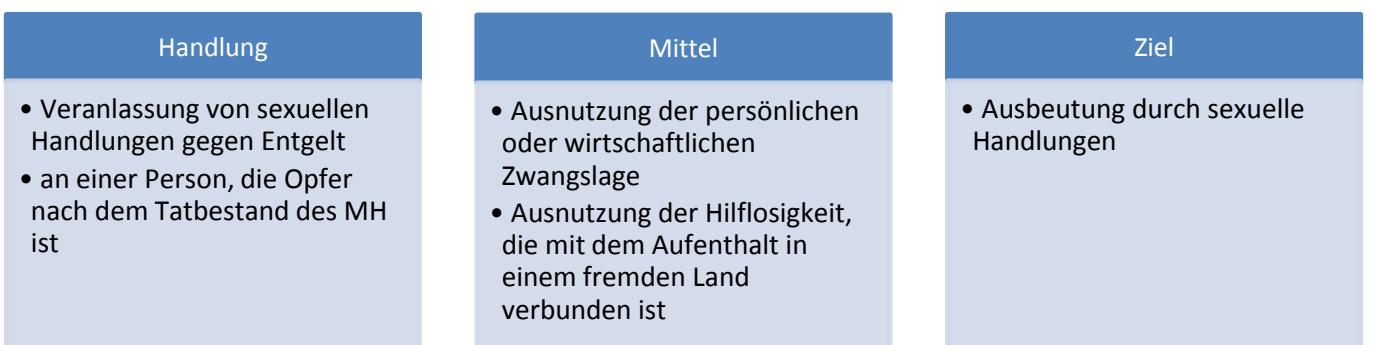 Handlung
• Veranlassung von sexuellen
Handlungen gegen Entgelt
• an einer Person, die Opfer
nach dem Tatbestand des MH
ist
Mittel
• Ausnutzung der persönlichen
oder wirtschaftlichen
Zwangslage
• Ausnutzung der Hilflosigkeit,
die mit dem Aufenthalt in
einem fremden Land
verbunden ist
Ziel
• Ausbeutung durch sexuelle
Handlungen